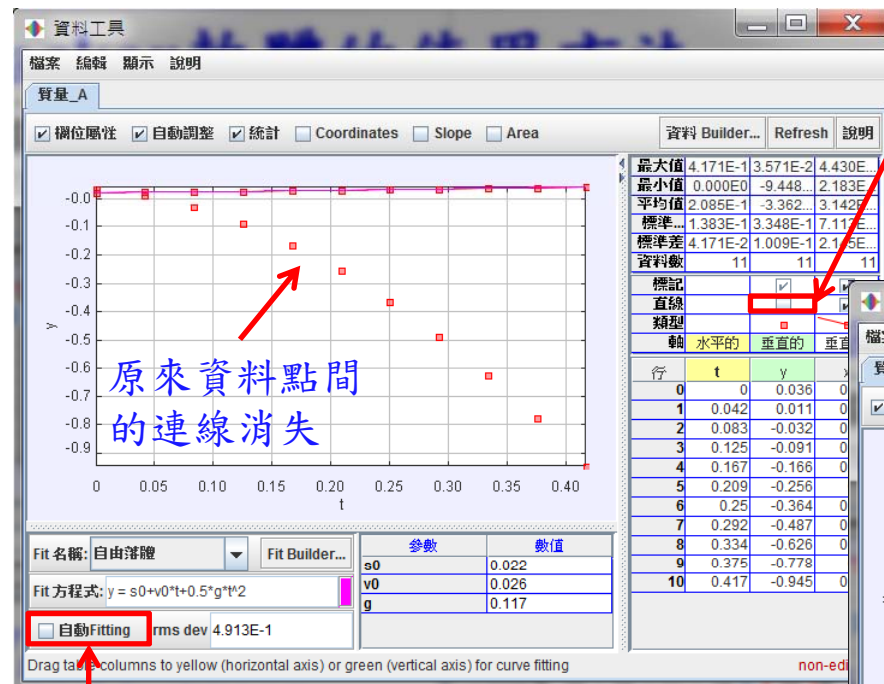 資料工具
檔案 編輯 顯示 說明
質量_A
欄位屬性 自動調整 統計 Coordinates Slope Area 資料 Builder... Refresh 說明
最大值 4.171E-1 3.571E-2 4.430E...
最小值 0.000E0 -9.448... 2.183E...
平均值 2.085E-1 -3.362... 3.142E...
標準... 1.383E-1 3.348E-1 7.113E...
標準差 4.171E-2 1.009E-1 2.145E...
資料數 11 11 11
標記
直線
類型
軸 水平的 垂直的 垂直
行 t y x
0 0 0.036 0
1 0.042 0.011 0
2 0.083 -0.032 0
3 0.125 -0.091 0
4 0.167 -0.166 0
5 0.209 -0.256
6 0.25 -0.364 0
7 0.292 -0.487 0
8 0.334 -0.626 0
9 0.375 -0.778
10 0.417 -0.945 0
-0.0
-0.1
-0.2
-0.3
-0.4
-0.5
-0.6
-0.7
-0.8
-0.9
y
原來資料點間
的連線消失
0 0.05 0.10 0.15 0.20 0.25 0.30 0.35 0.40
t
Fit 名稱: 自由落體 Fit Builder...
Fit 方程式: y = s0+v0*t+0.5*g*t^2
自動Fitting rms dev 4.913E-1
參數 數值
s0 0.022
v0 0.026
g 0.117
Drag table columns to yellow (horizontal axis) or green (vertical axis) for curve fitting non-edi